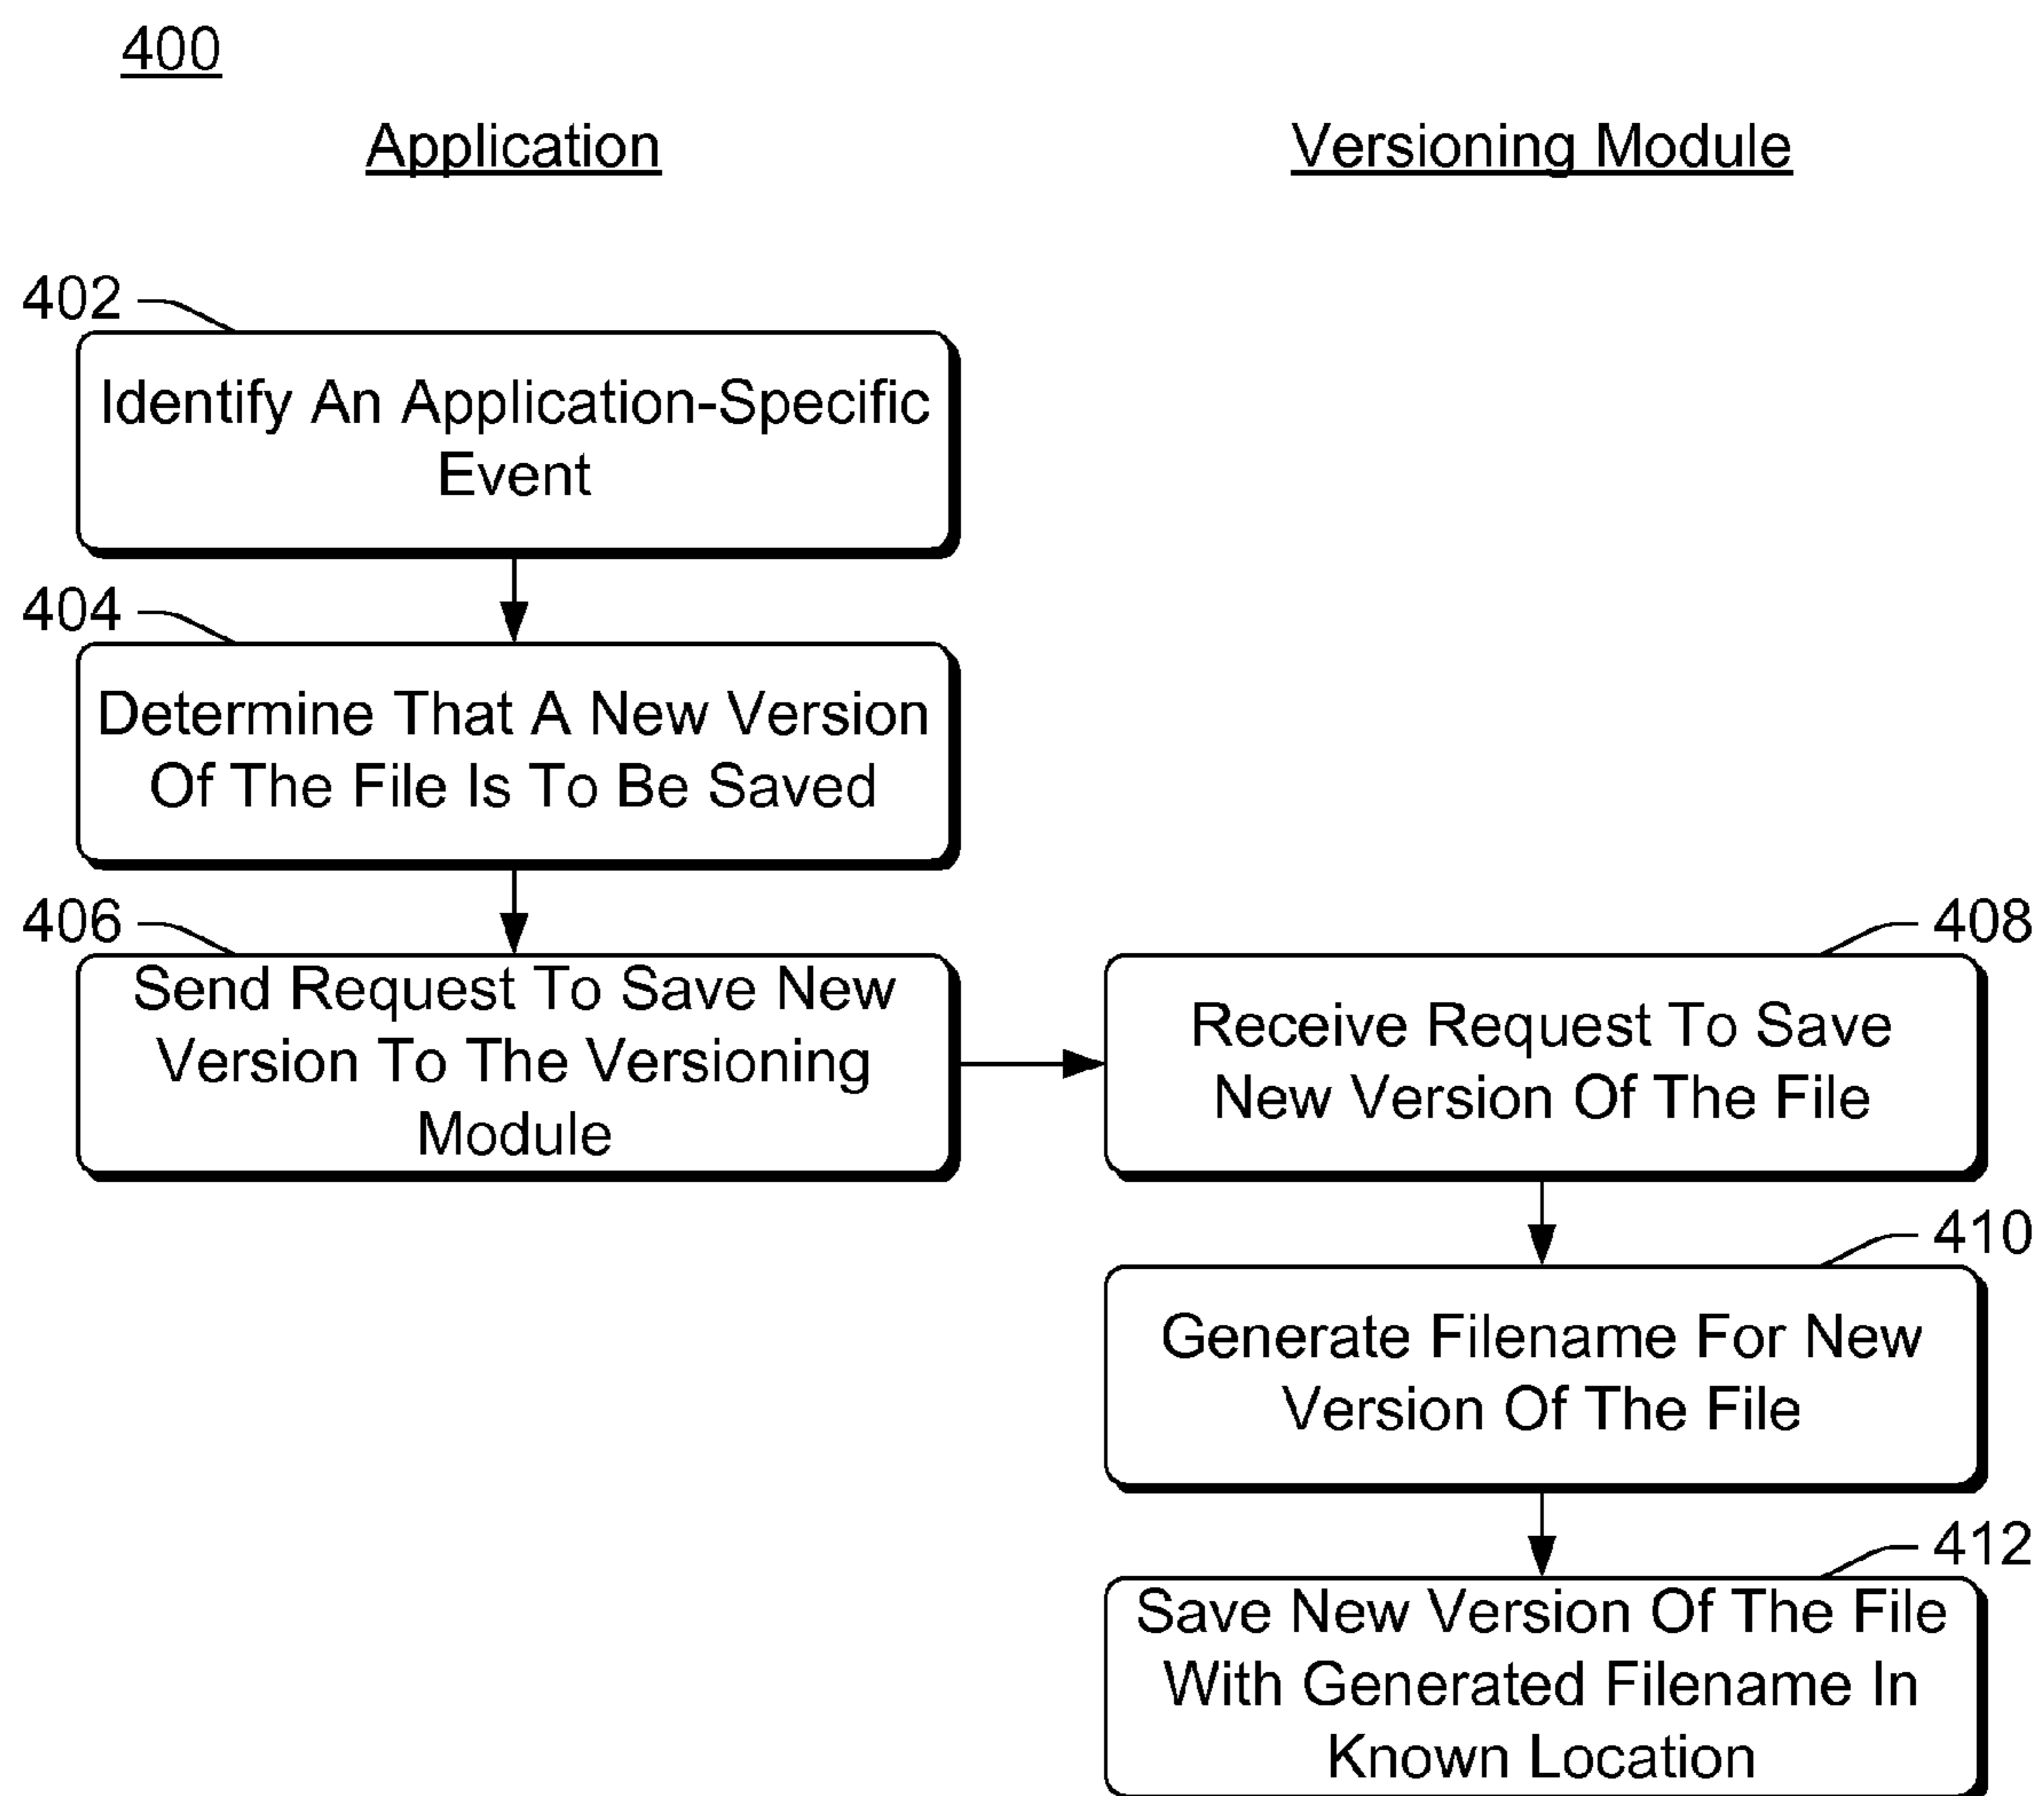 400
Application
Versioning Module
402
Identify An Application-Specific
Event
404
Determine That A New Version
Of The File Is To Be Saved
406
Send Request To Save New
Version To The Versioning
Module
408
Receive Request To Save
New Version Of The File
410
Generate Filename For New
Version Of The File
412
Save New Version Of The File
With Generated Filename In
Known Location